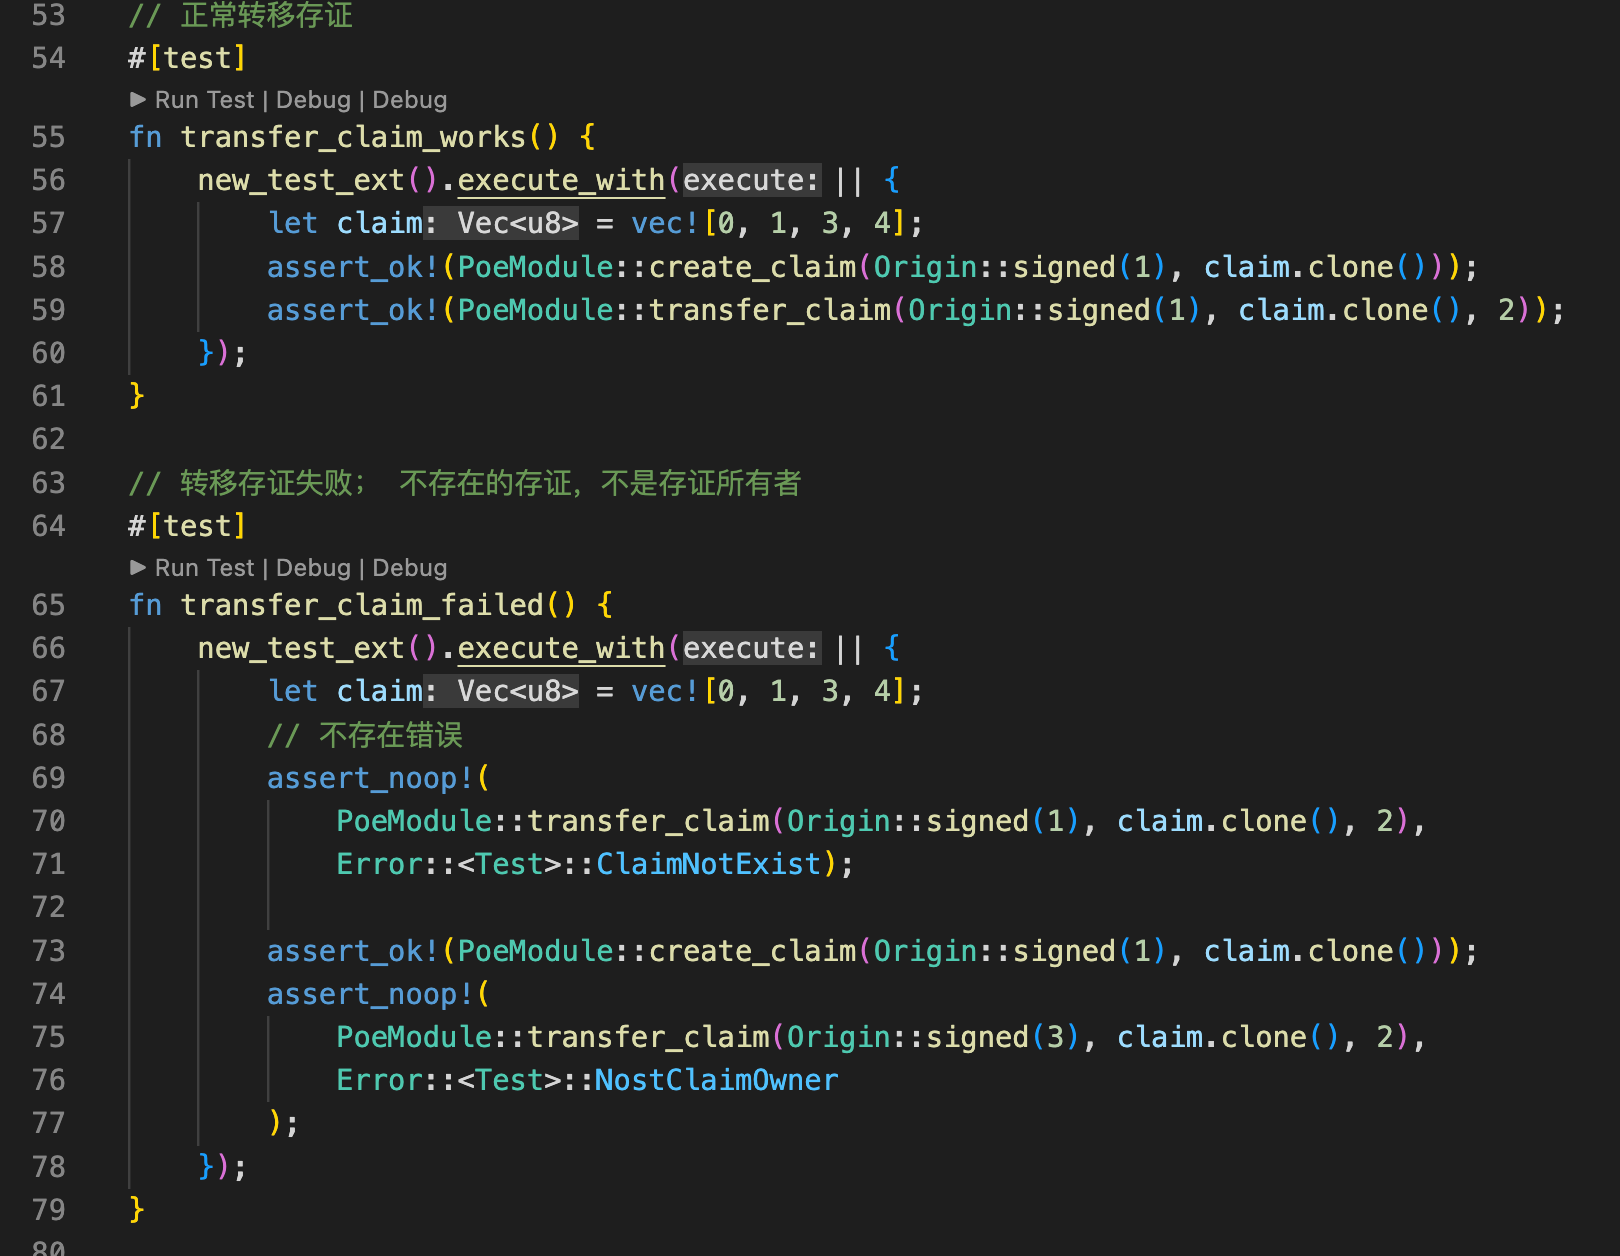 53 // 正常转移存证
54 #[test]
▶ Run Test | Debug | Debug
55 fn transfer_claim_works() {
56 new_test_ext().execute_with(execute: || {
57 let claim: Vec<u8> = vec![0, 1, 3, 4];
58 assert_ok!(PoeModule::create_claim(Origin::signed(1), claim.clone()));
59 assert_ok!(PoeModule::transfer_claim(Origin::signed(1), claim.clone(), 2));
60 });
61 }
62
63 // 转移存证失败； 不存在的存证，不是存证所有者
64 #[test]
▶ Run Test | Debug | Debug
65 fn transfer_claim_failed() {
66 new_test_ext().execute_with(execute: || {
67 let claim: Vec<u8> = vec![0, 1, 3, 4];
68 // 不存在错误
69 assert_noop!(
70 PoeModule::transfer_claim(Origin::signed(1), claim.clone(), 2),
71 Error::<Test>::ClaimNotExist);
72
73 assert_ok!(PoeModule::create_claim(Origin::signed(1), claim.clone()));
74 assert_noop!(
75 PoeModule::transfer_claim(Origin::signed(3), claim.clone(), 2),
76 Error::<Test>::NostClaimOwner
77 );
78 });
79 }
80